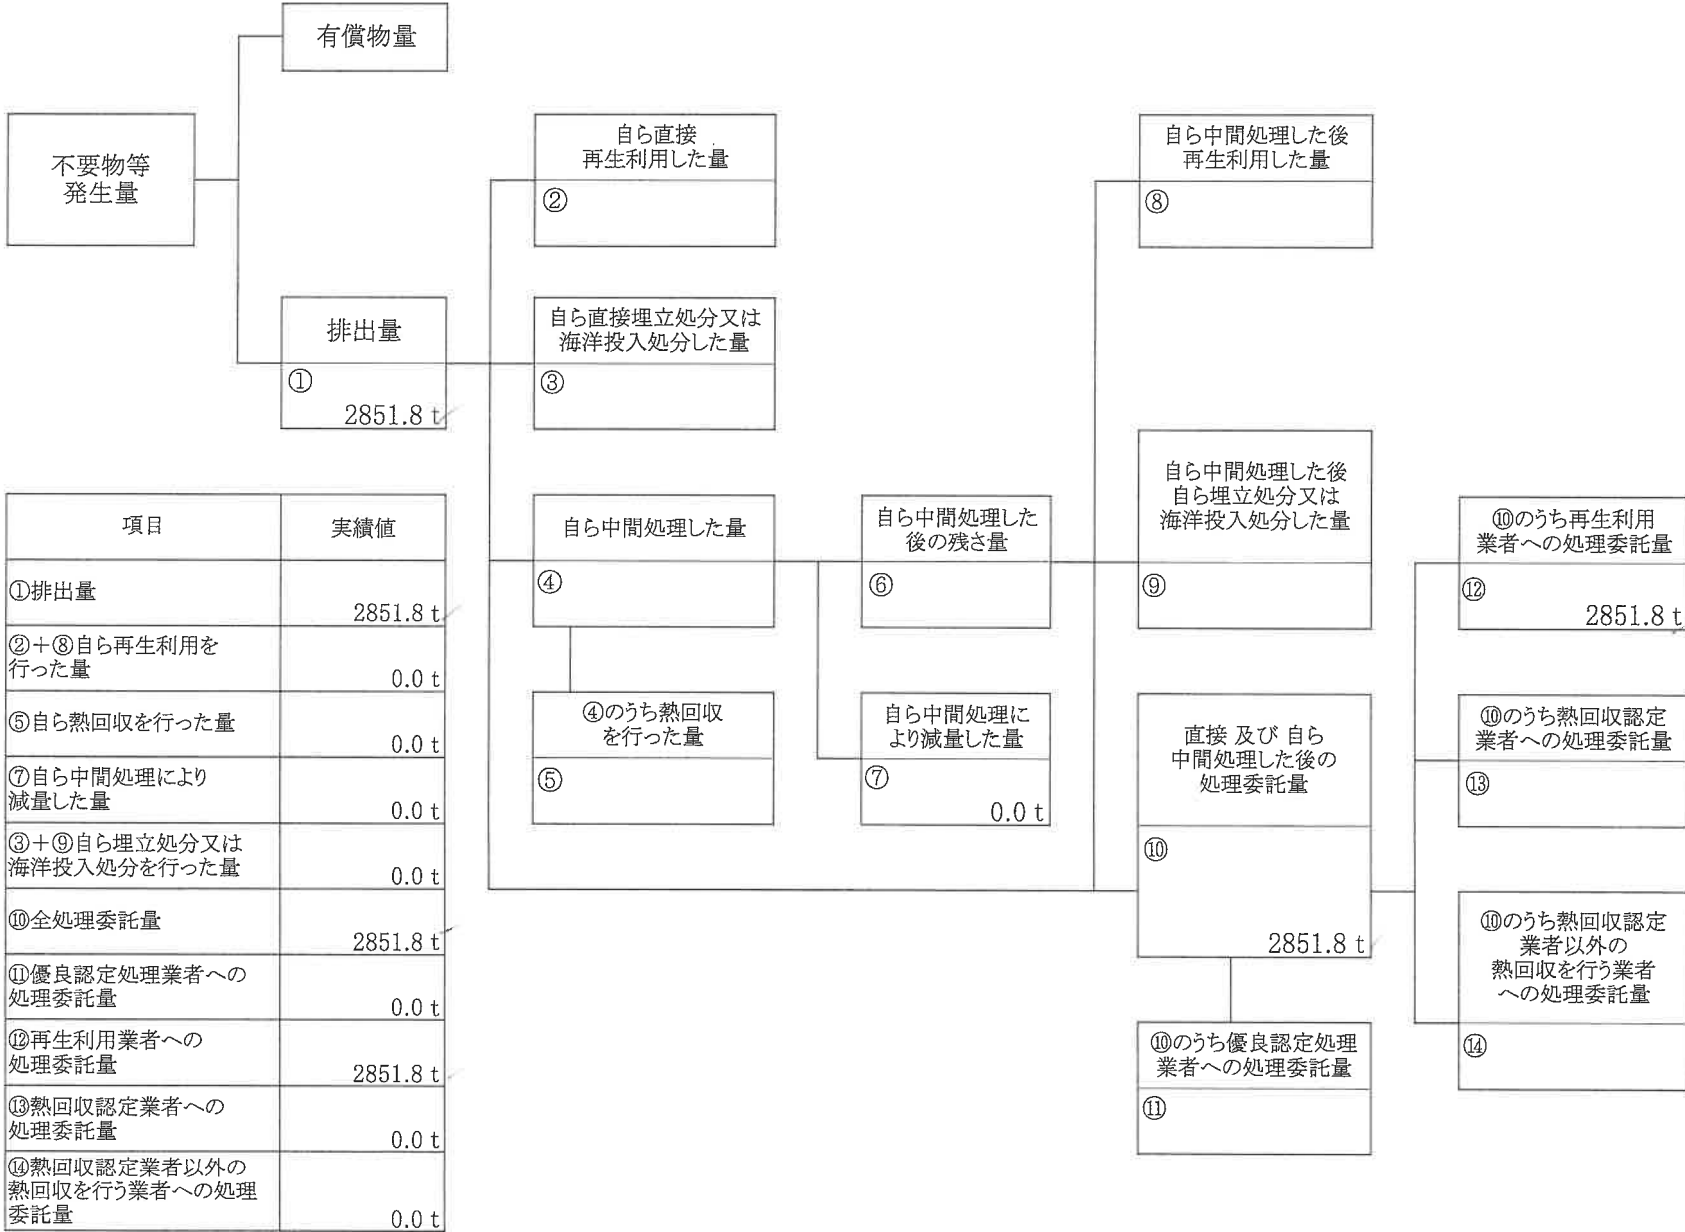 有償物量
不要物等
発生量
排出量
①
2851.8 t
自ら直接
再生利用した量
②
自ら直接埋立処分又は
海洋投入処分した量
③
自ら中間処理した量
④
④のうち熱回収
を行った量
⑤
自ら中間処理した
後の残さ量
⑥
自ら中間処理に
より減量した量
⑦
0.0 t
自ら中間処理した後
再生利用した量
⑧
自ら中間処理した後
自ら埋立処分又は
海洋投入処分した量
⑨
直接 及び 自ら
中間処理した後の
処理委託量
⑩
2851.8 t
⑩のうち優良認定処理
業者への処理委託量
⑪
⑩のうち再生利用
業者への処理委託量
⑫
2851.8 t
⑩のうち熱回収認定
業者への処理委託量
⑬
⑩のうち熱回収認定
業者以外の
熱回収を行う業者
への処理委託量
⑭
項目 実績値
①排出量
2851.8 t
②+⑧自ら再生利用を
行った量
0.0 t
⑤自ら熱回収を行った量
0.0 t
⑦自ら中間処理により
減量した量
0.0 t
③+⑨自ら埋立処分又は
海洋投入処分を行った量
0.0 t
⑩全処理委託量
2851.8 t
⑪優良認定処理業者への
処理委託量
0.0 t
⑫再生利用業者への
処理委託量
2851.8 t
⑬熱回収認定業者への
処理委託量
0.0 t
⑭熱回収認定業者以外の
熱回収を行う業者への処理
委託量
0.0 t